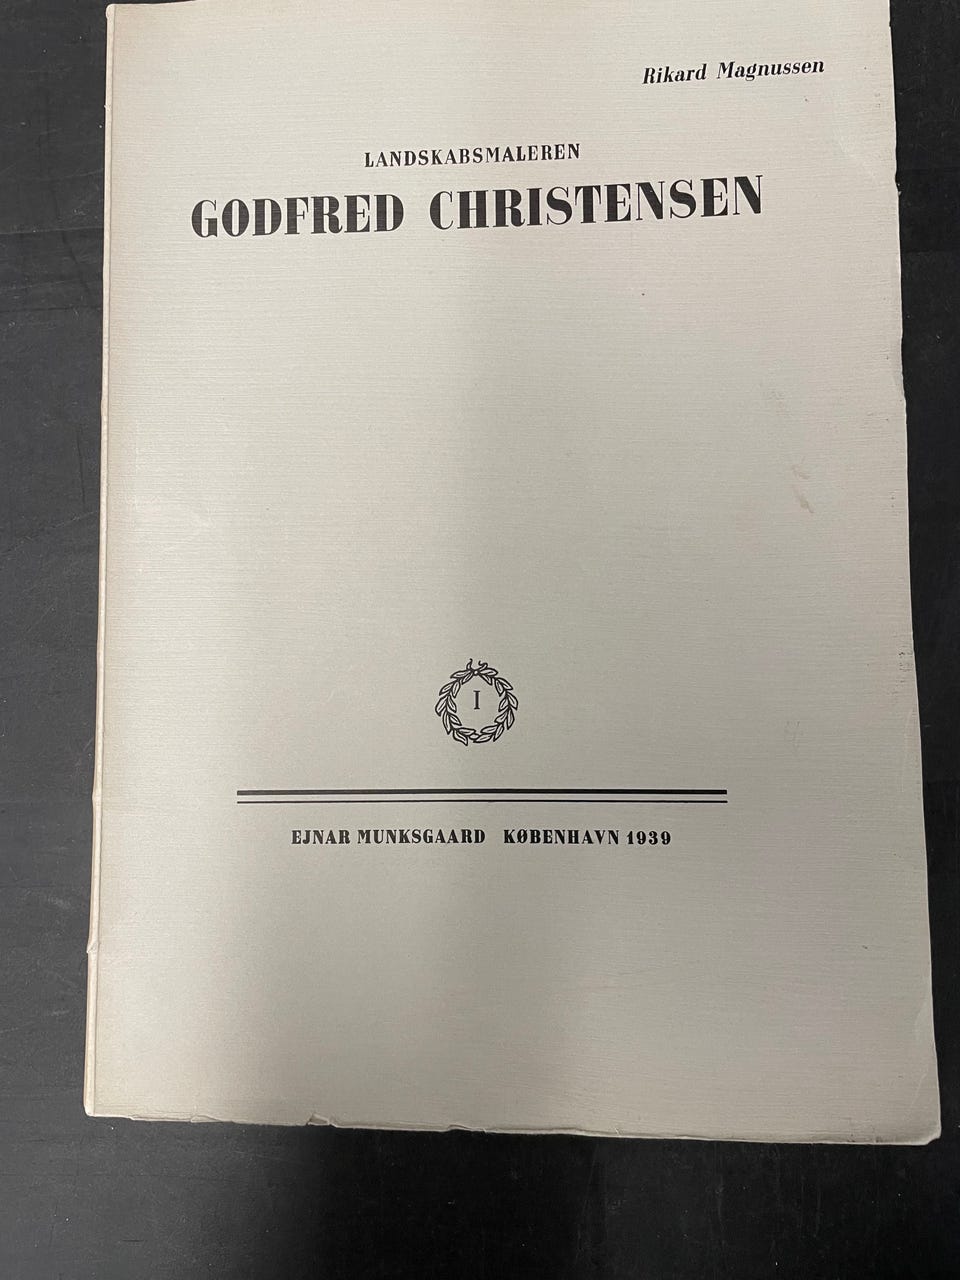 Rikard Magnussen
LANDSKABSMALEREN
GODFRED CHRISTENSEN
I
EJNAR MUNKSGAARD KØBENHAVN 1939